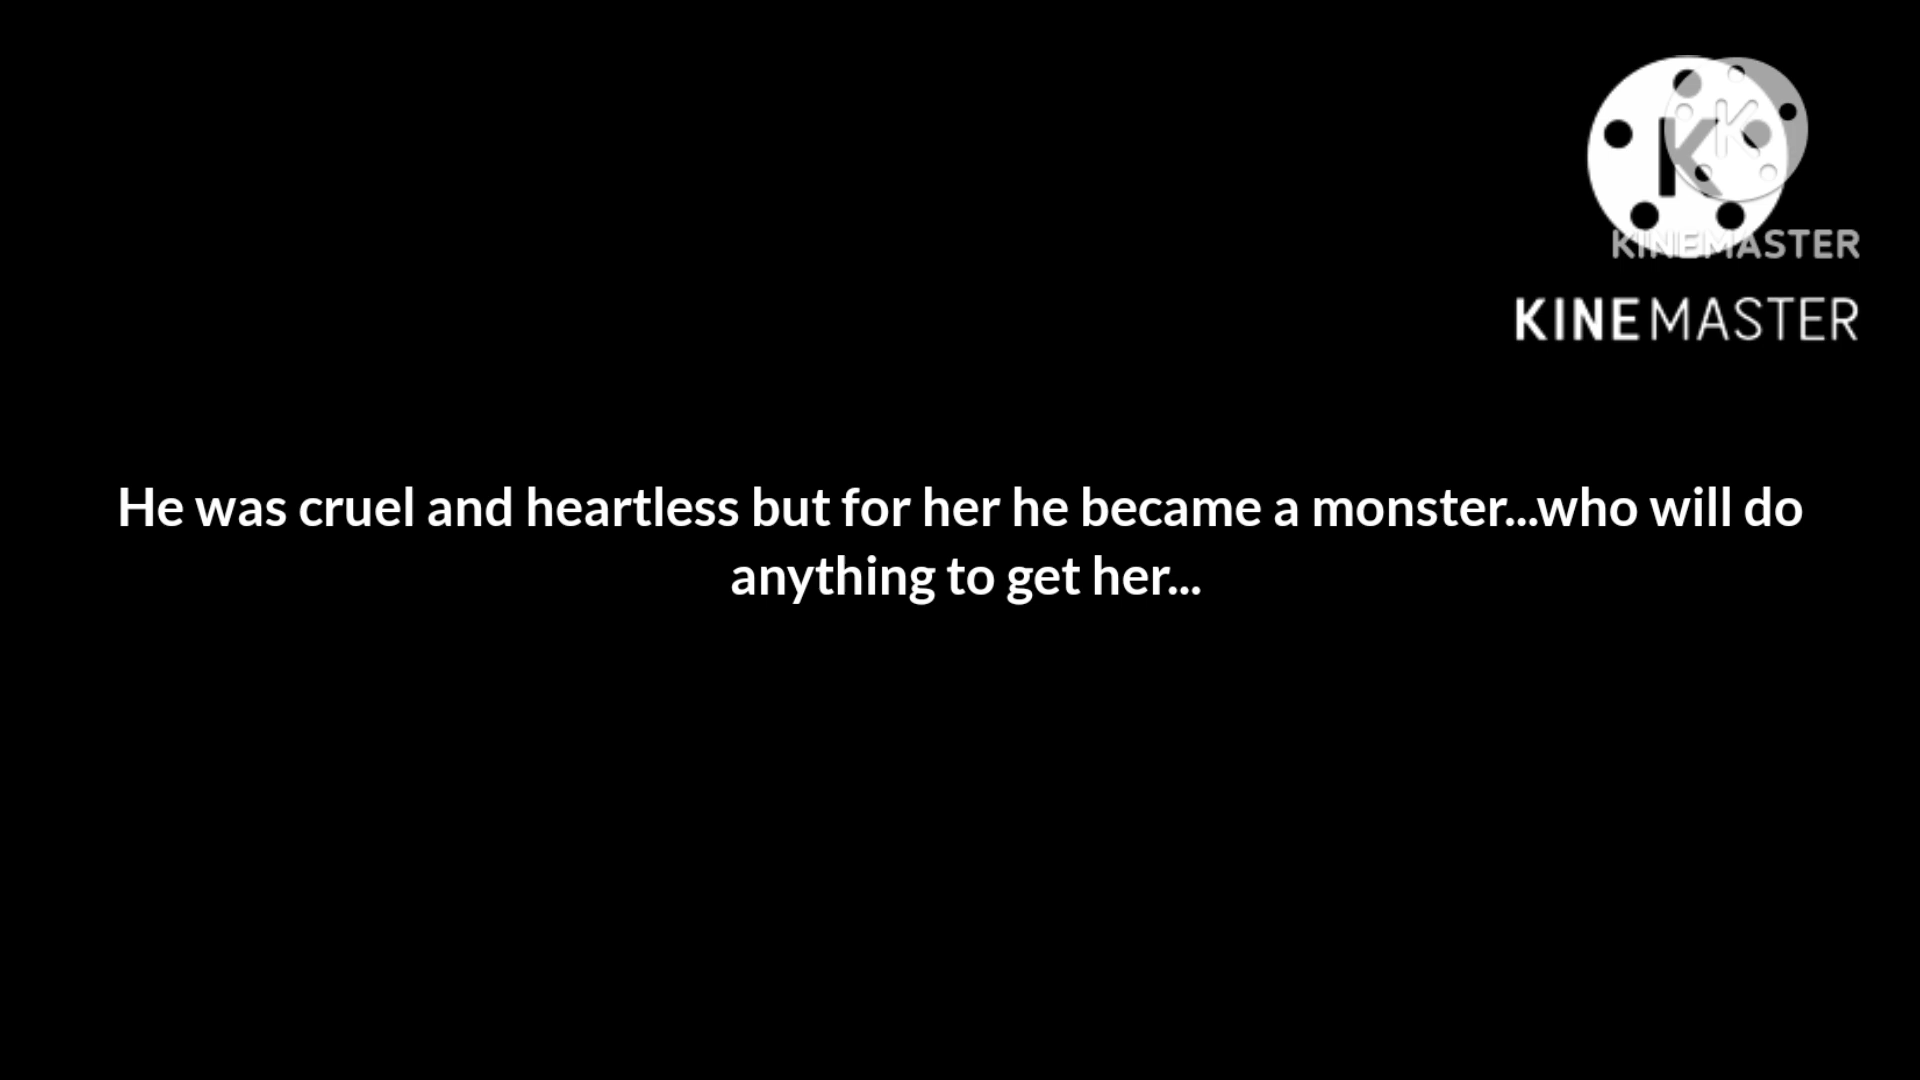 K
K
KINEMASTER
KINEMASTER
He was cruel and heartless but for her he became a monster...who will do
anything to get her...